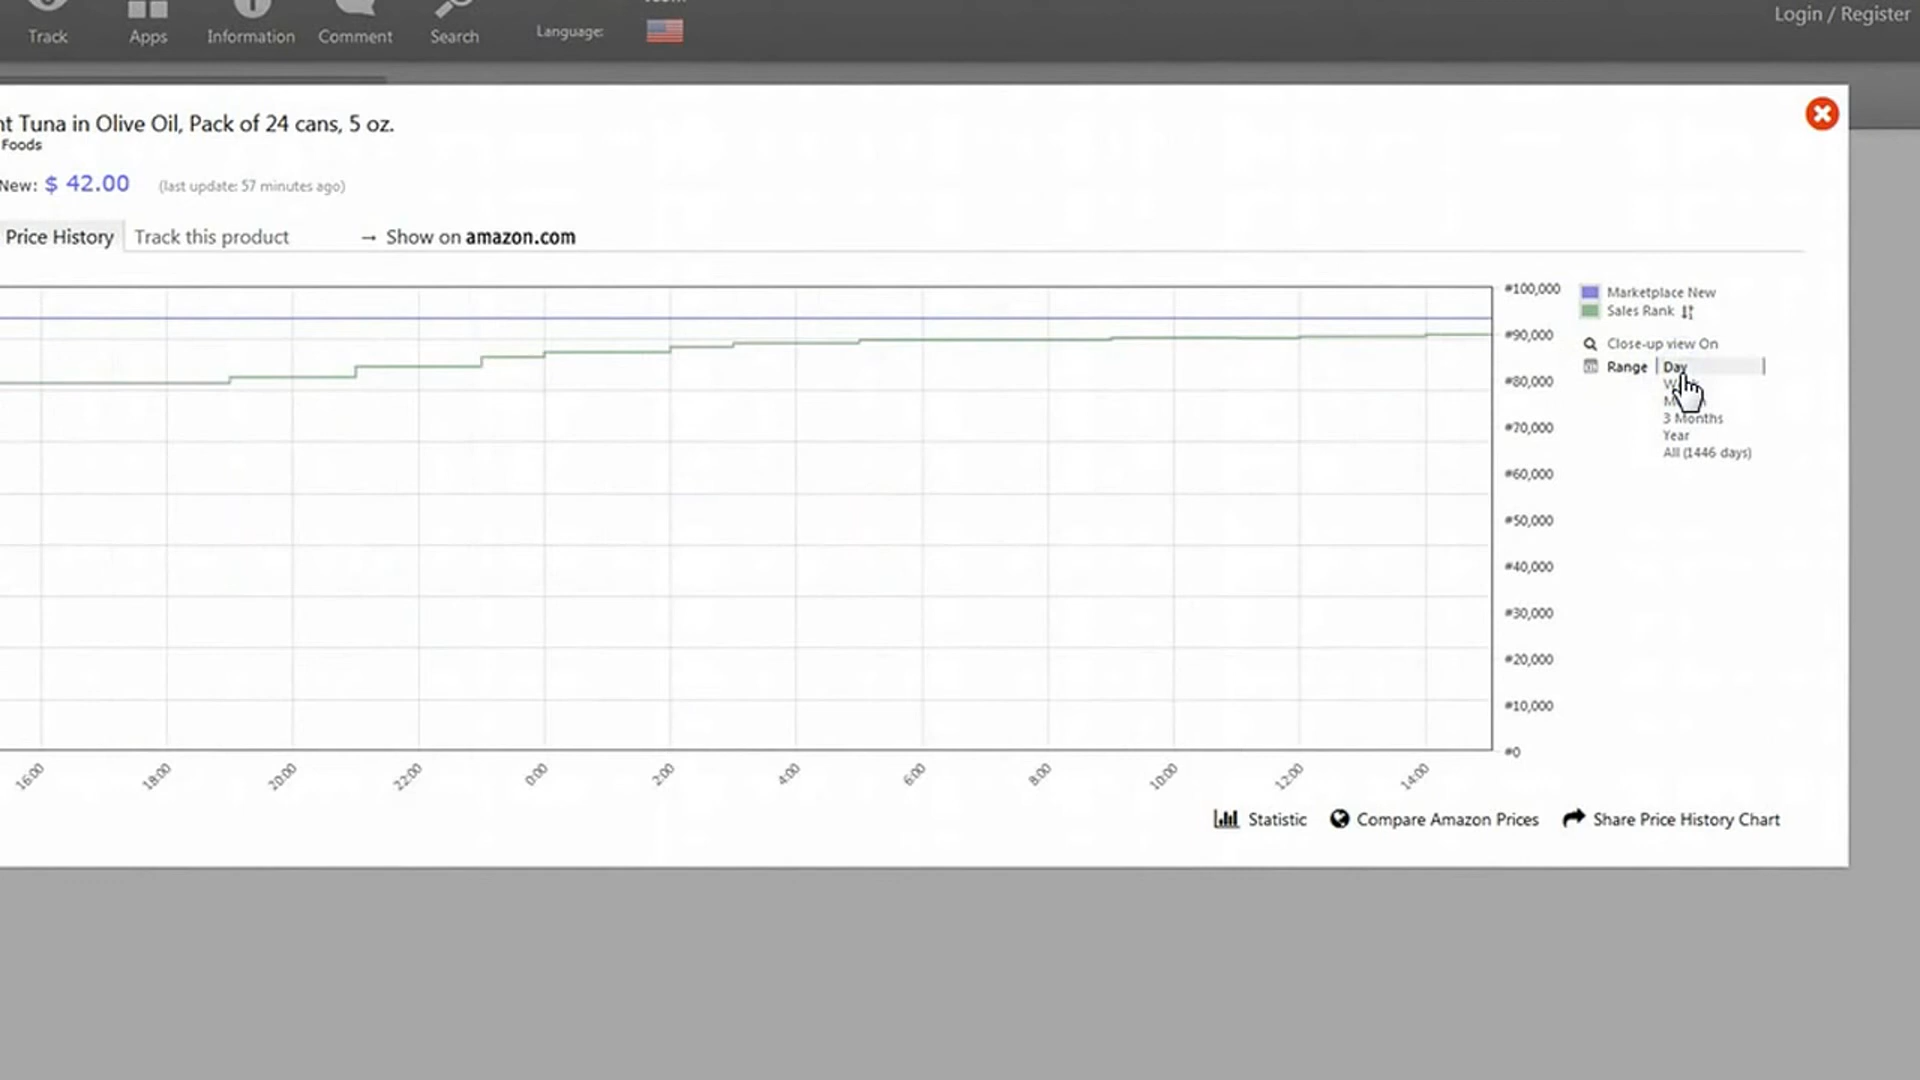 Login / Register
Track
Apps
Information
Comment
Search
Language:
nt Tuna in Olive Oil, Pack of 24 cans, 5 oz.
Foods
New: $ 42.00 (last update: 57 minutes ago)
Price History
Track this product
→ Show on amazon.com
#100,000
#90,000
#80,000
#70,000
#60,000
#50,000
#40,000
#30,000
#20,000
#10,000
#0
Marketplace New
Sales Rank
Close-up view On
Range
Day
3 Months
Year
All (1446 days)
16:00
18:00
20:00
22:00
0:00
2:00
4:00
6:00
8:00
10:00
12:00
14:00
Statistic
Compare Amazon Prices
Share Price History Chart